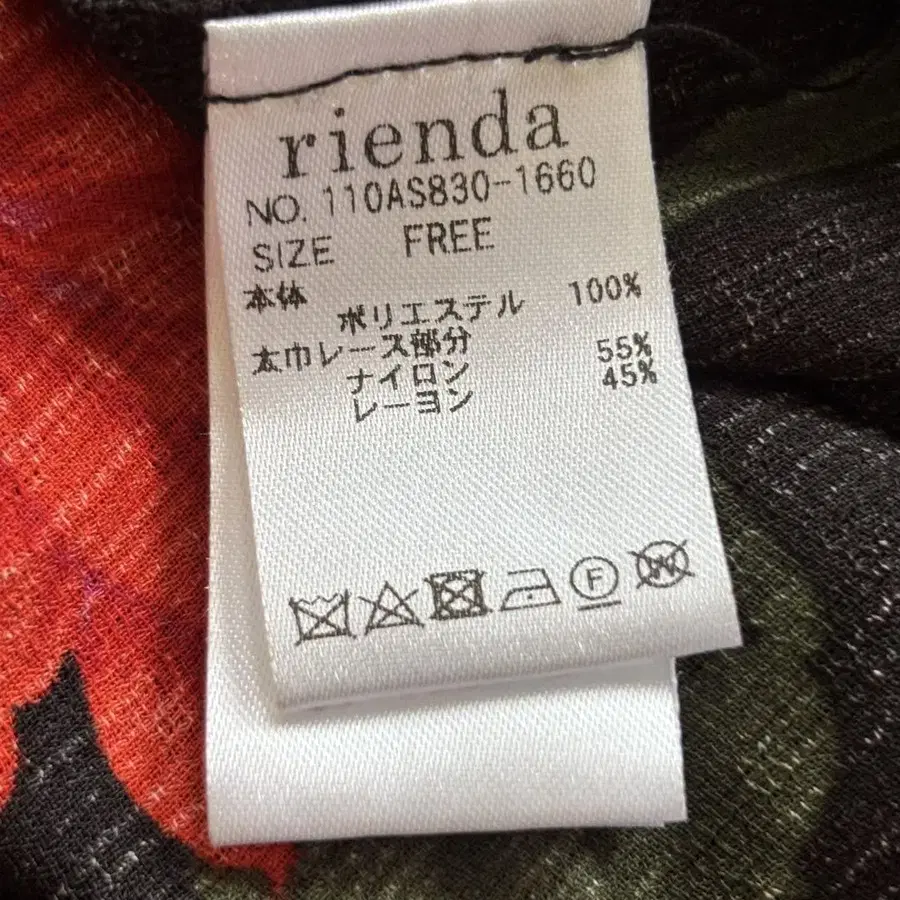 rienda
NO. 110AS830-1660
SIZE FREE
本体
ポリエステル 100%
太巾レース部分
ナイロン 55%
レーヨン 45%
F
W